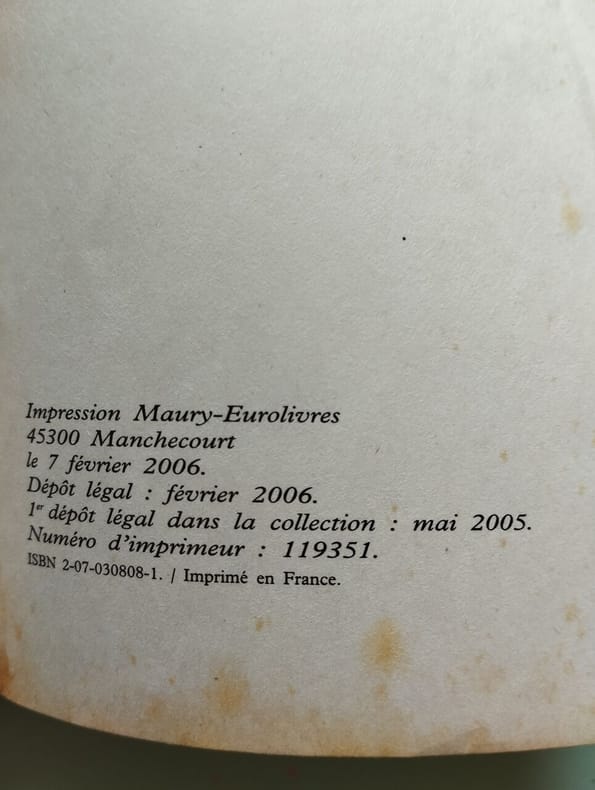 Impression Maury-Eurolivres
45300 Manchecourt
le 7 février 2006.
Dépôt légal : février 2006.
1er dépôt légal dans la collection : mai 2005.
Numéro d'imprimeur : 119351.
ISBN 2-07-030808-1. / Imprimé en France.